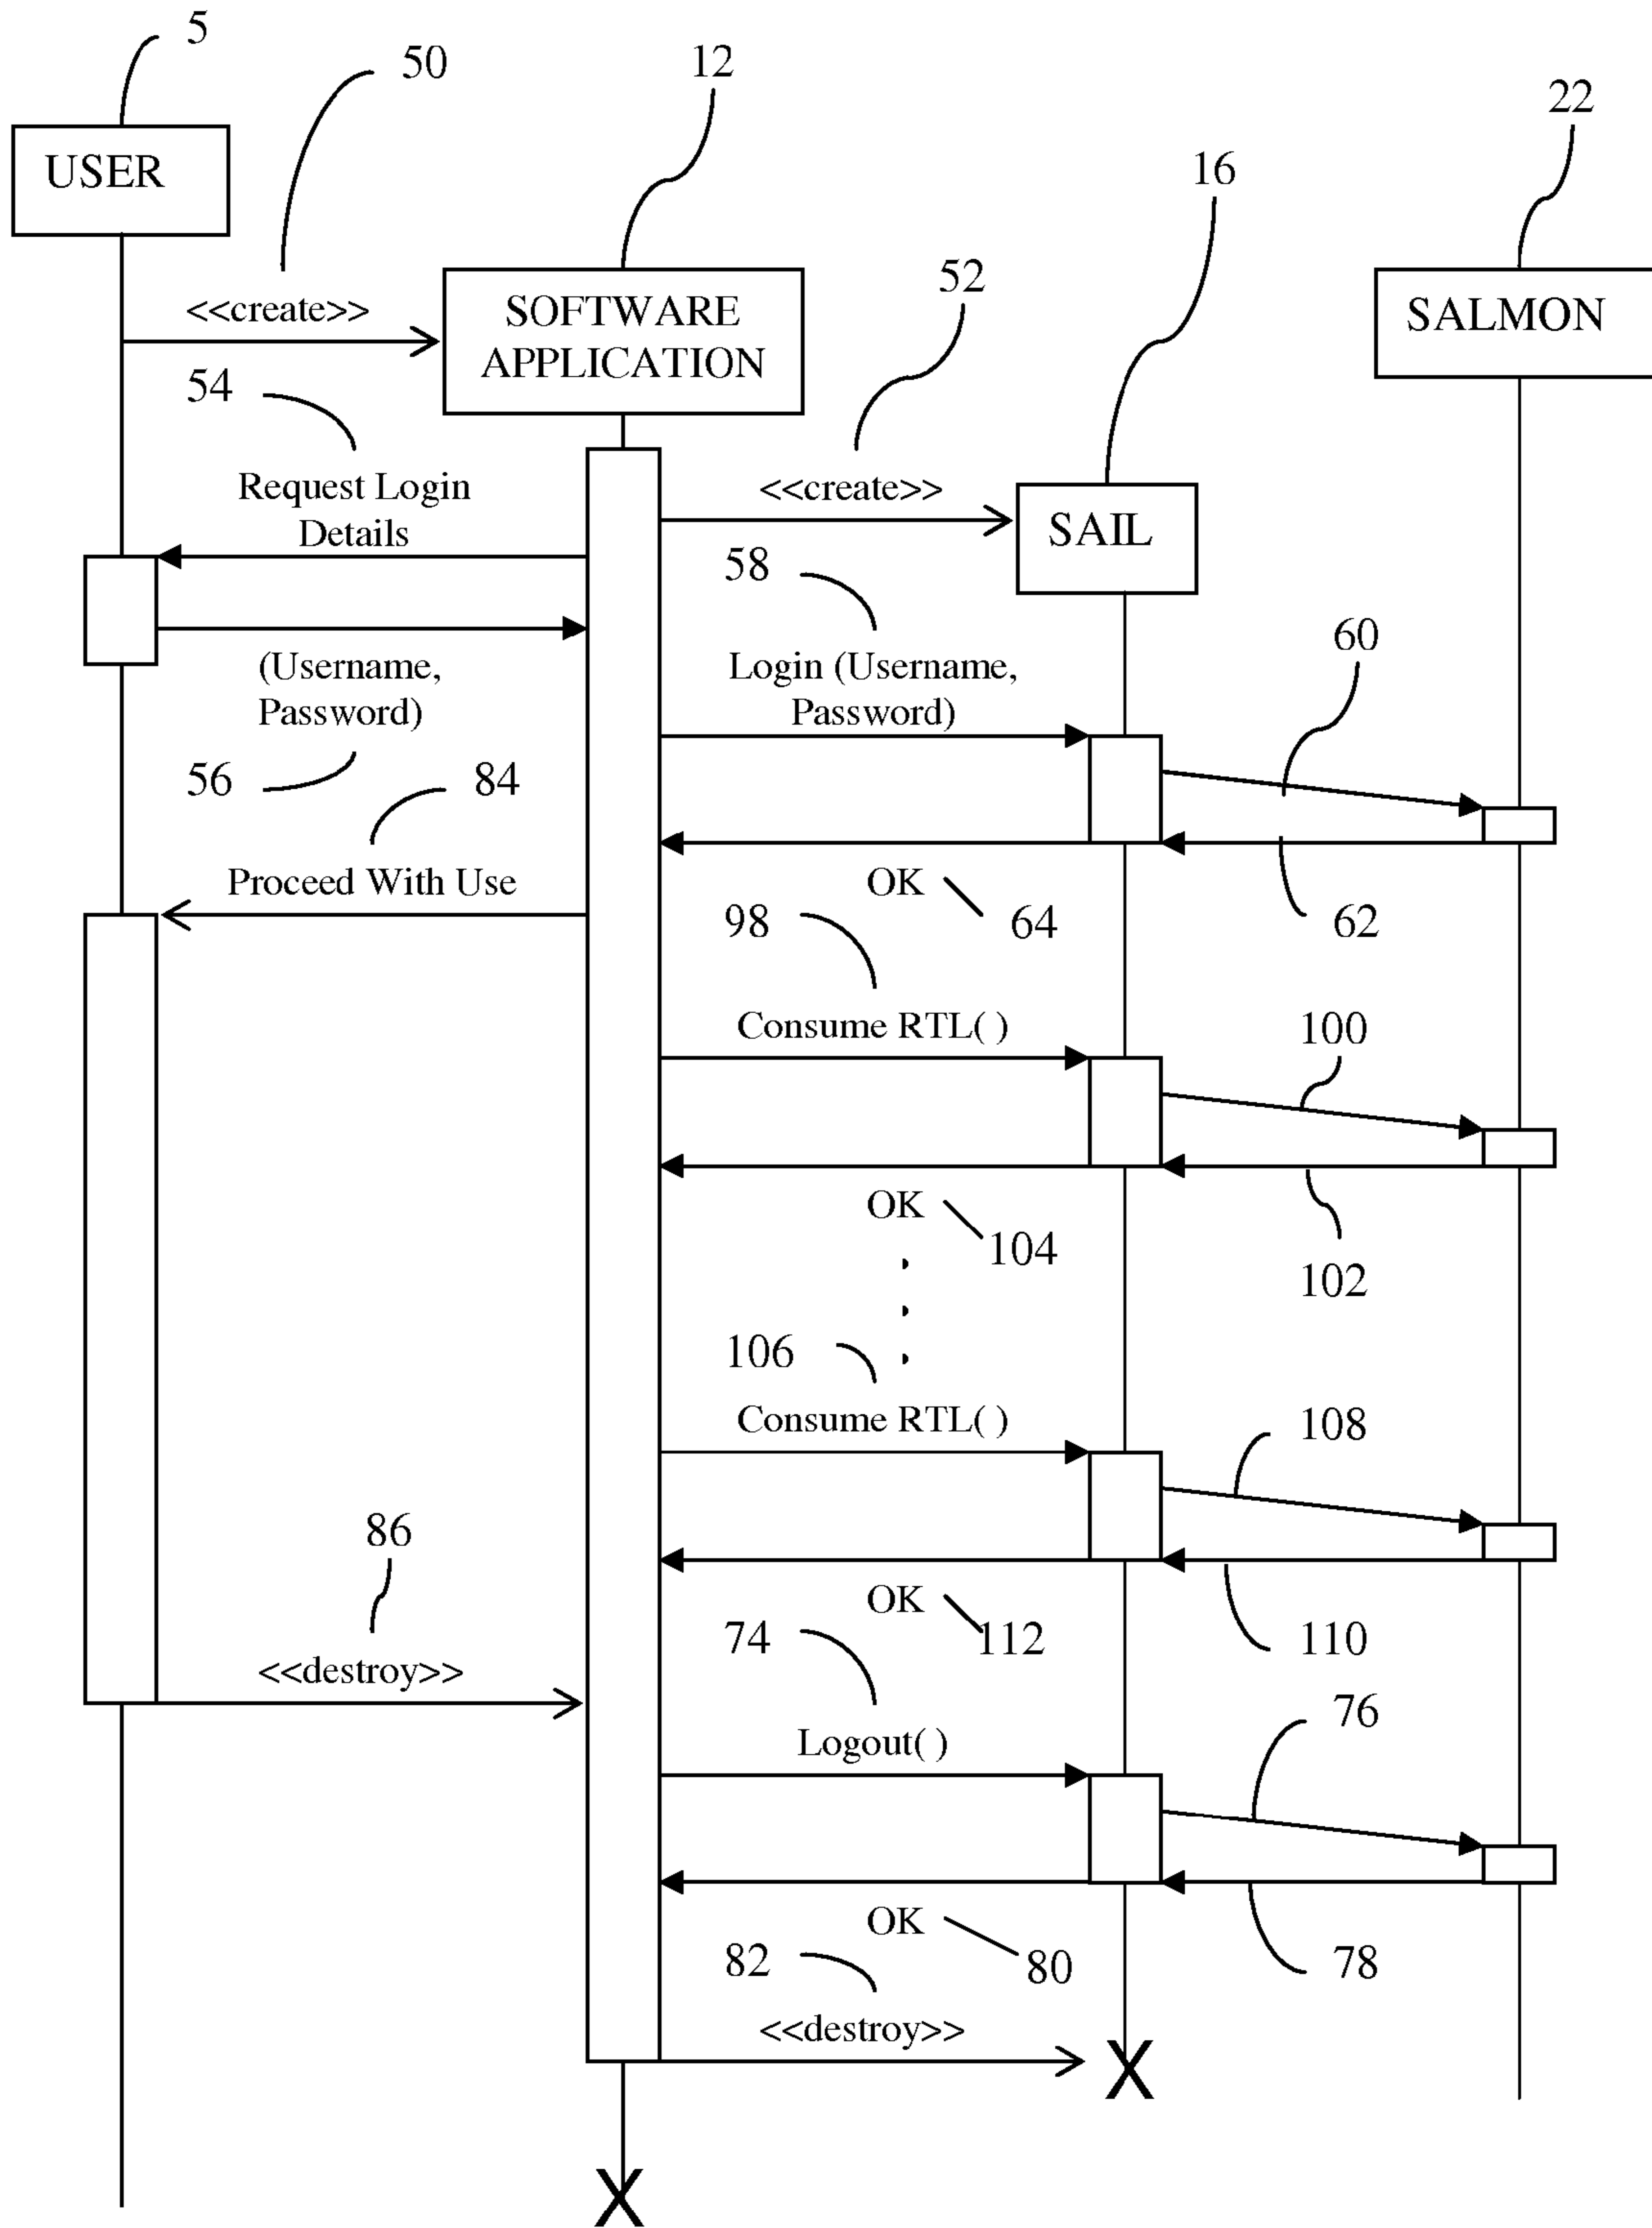 5
50
12
22
USER
16
<<create>>
SOFTWARE
APPLICATION
52
SALMON
54
Request Login
Details
<<create>>
SAIL
58
60
(Username,
Password)
Login (Username,
Password)
56
84
Proceed With Use
OK
64
62
98
Consume RTL( )
100
OK
104
102
106
Consume RTL( )
108
86
OK
112
110
<<destroy>>
74
76
Logout( )
OK
80
78
82
<<destroy>>
X
X